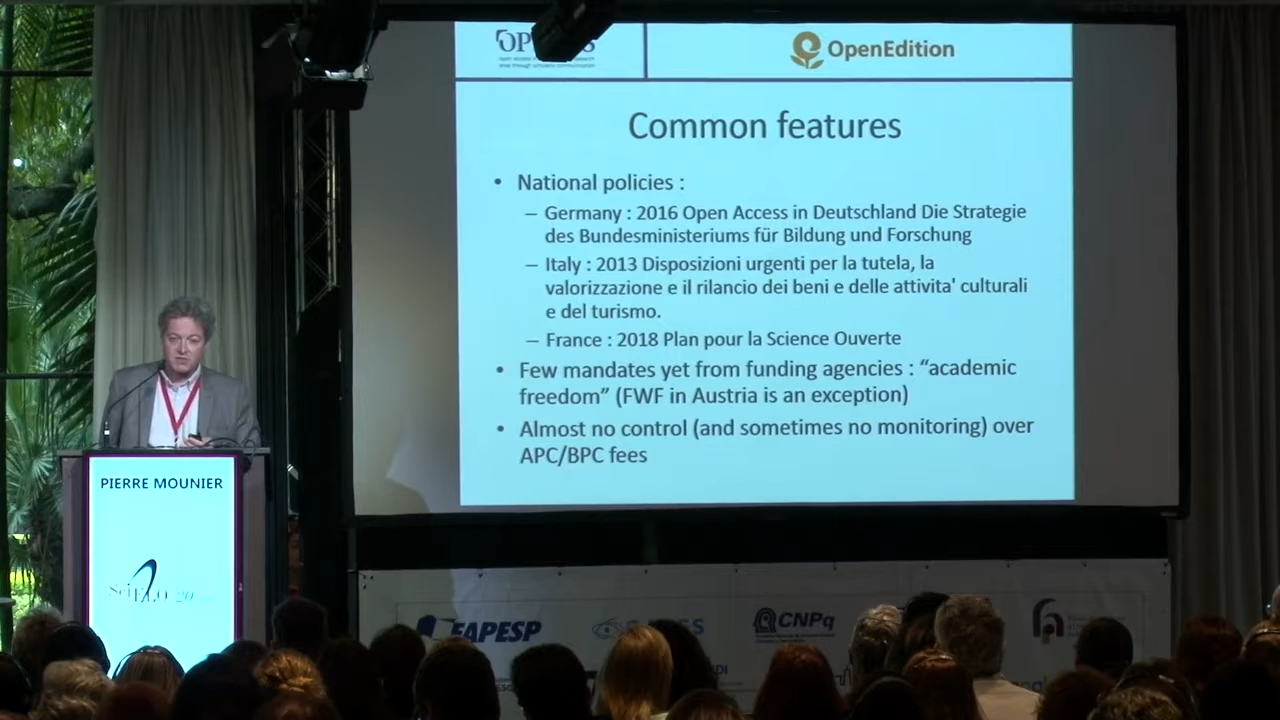 OpenEdition
Common features
• National policies :
– Germany : 2016 Open Access in Deutschland Die Strategie
des Bundesministeriums für Bildung und Forschung
– Italy : 2013 Disposizioni urgenti per la tutela, la
valorizzazione e il rilancio dei beni e delle attivita' culturali
e del turismo.
– France : 2018 Plan pour la Science Ouverte
• Few mandates yet from funding agencies : “academic
freedom” (FWF in Austria is an exception)
• Almost no control (and sometimes no monitoring) over
APC/BPC fees
PIERRE MOUNIER
SciELO 20
FAPESP
CNPq